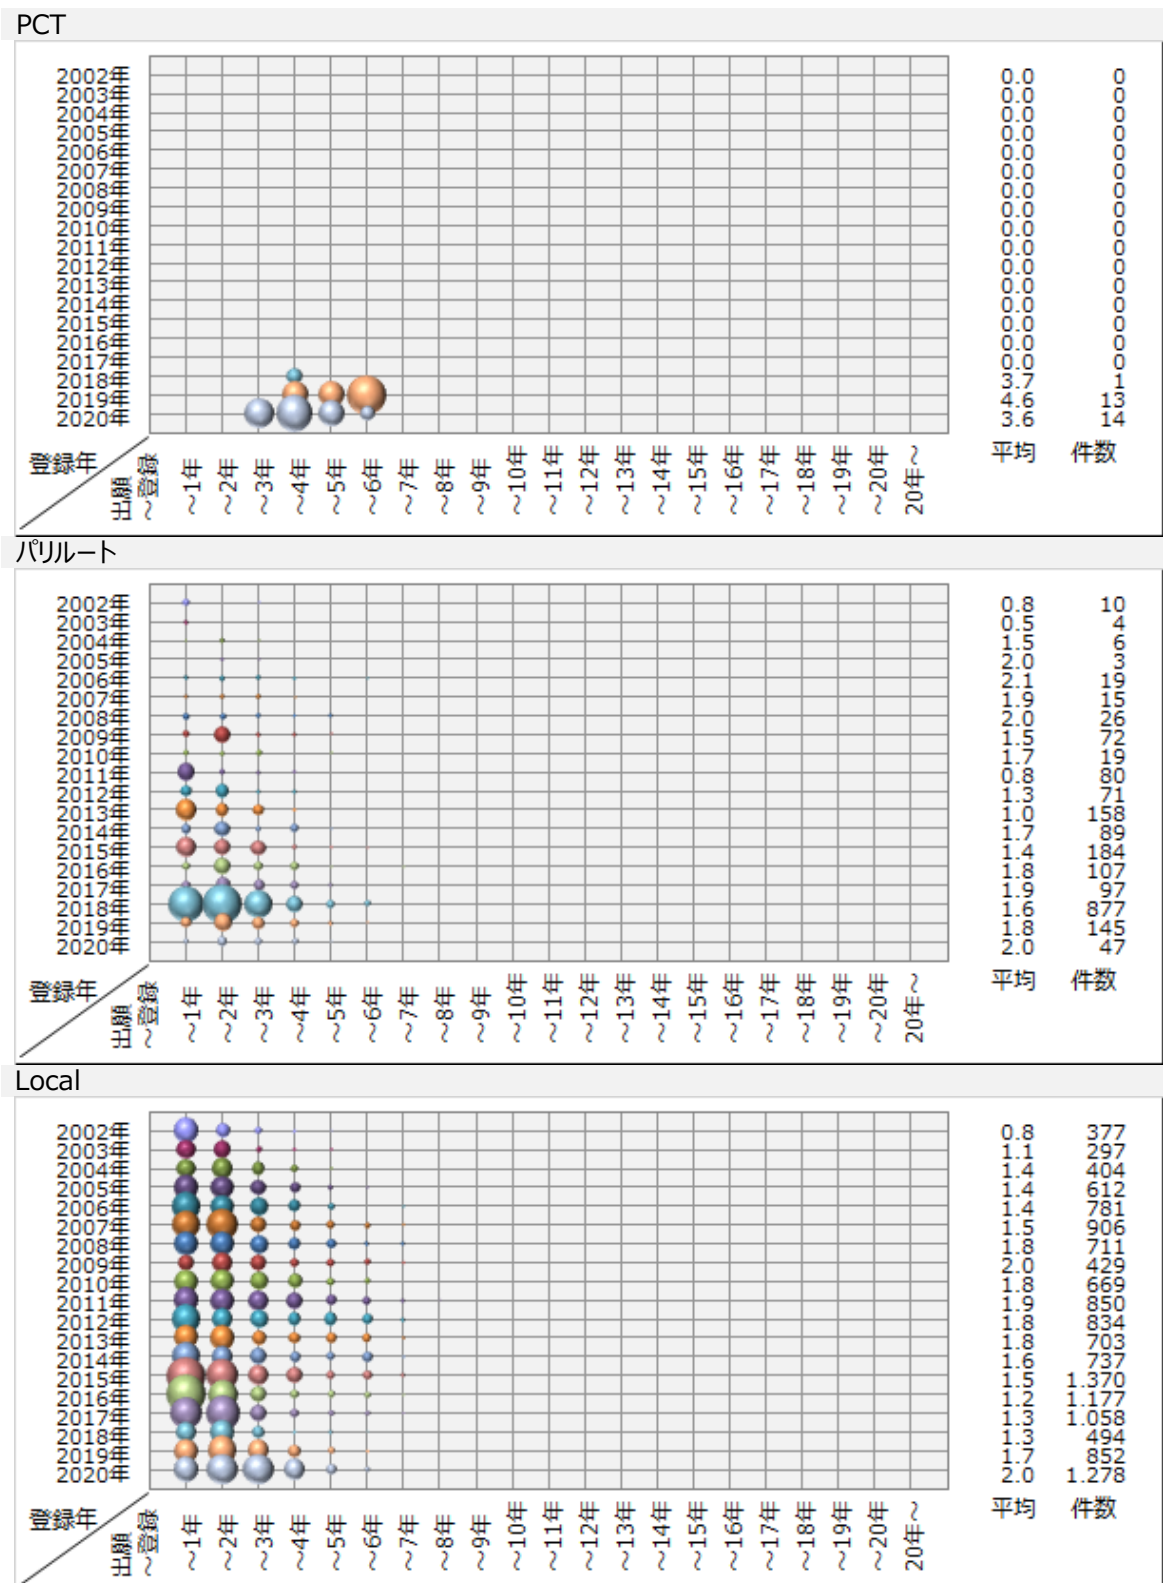 PCT
2002年 0.0 0
2003年 0.0 0
2004年 0.0 0
2005年 0.0 0
2006年 0.0 0
2007年 0.0 0
2008年 0.0 0
2009年 0.0 0
2010年 0.0 0
2011年 0.0 0
2012年 0.0 0
2013年 0.0 0
2014年 0.0 0
2015年 0.0 0
2016年 0.0 0
2017年 0.0 0
2018年 3.7 1
2019年 4.6 13
2020年 3.6 14
登録年 出願～登録 ～1年 ～2年 ～3年 ～4年 ～5年 ～6年 ～7年 ～8年 ～9年 ～10年 ～11年 ～12年 ～13年 ～14年 ～15年 ～16年 ～17年 ～18年 ～19年 ～20年 20年～ 平均 件数
パリルート
2002年 0.8 10
2003年 0.5 4
2004年 1.5 6
2005年 2.0 3
2006年 2.1 19
2007年 1.9 15
2008年 2.0 26
2009年 1.5 72
2010年 1.7 19
2011年 0.8 80
2012年 1.3 71
2013年 1.0 158
2014年 1.7 89
2015年 1.4 184
2016年 1.8 107
2017年 1.9 97
2018年 1.6 877
2019年 1.8 145
2020年 2.0 47
登録年 出願～登録 ～1年 ～2年 ～3年 ～4年 ～5年 ～6年 ～7年 ～8年 ～9年 ～10年 ～11年 ～12年 ～13年 ～14年 ～15年 ～16年 ～17年 ～18年 ～19年 ～20年 20年～ 平均 件数
Local
2002年 0.8 377
2003年 1.1 297
2004年 1.4 404
2005年 1.4 612
2006年 1.4 781
2007年 1.5 906
2008年 1.8 711
2009年 2.0 429
2010年 1.8 669
2011年 1.9 850
2012年 1.8 834
2013年 1.8 703
2014年 1.6 737
2015年 1.5 1.370
2016年 1.2 1.177
2017年 1.3 1.058
2018年 1.3 494
2019年 1.7 852
2020年 2.0 1.278
登録年 出願～登録 ～1年 ～2年 ～3年 ～4年 ～5年 ～6年 ～7年 ～8年 ～9年 ～10年 ～11年 ～12年 ～13年 ～14年 ～15年 ～16年 ～17年 ～18年 ～19年 ～20年 20年～ 平均 件数